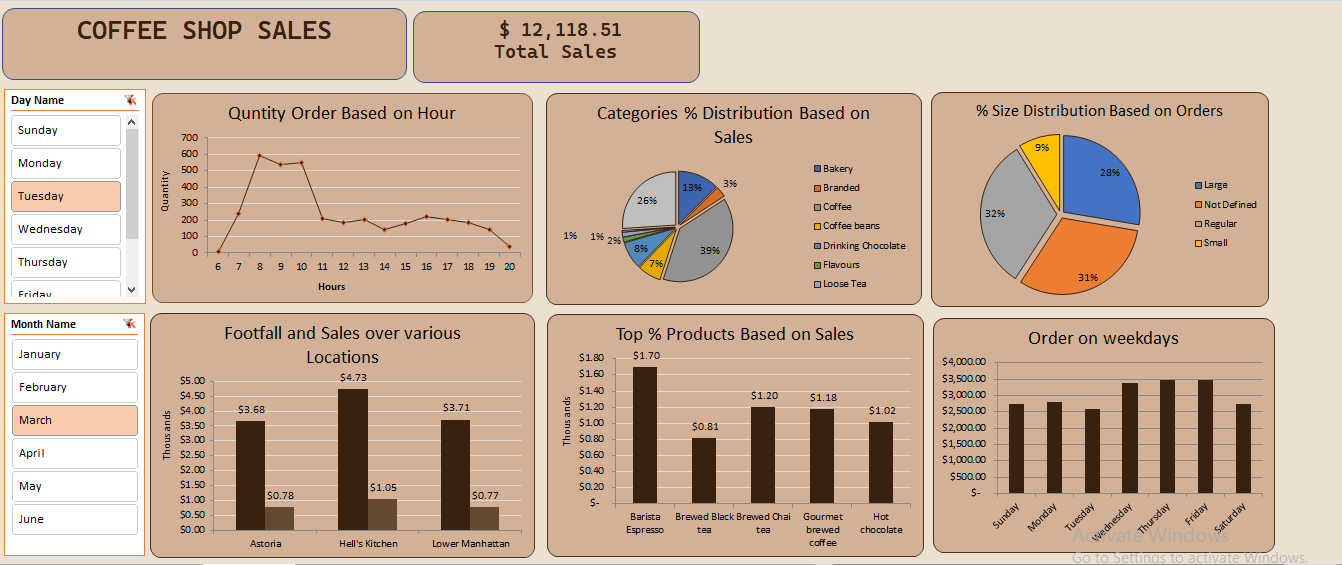 COFFEE SHOP SALES
$ 12,118.51
Total Sales
Day Name
Sunday
Monday
Tuesday
Wednesday
Thursday
Friday
Month Name
January
February
March
April
May
June
Quntity Order Based on Hour
700
600
500
400
300
200
100
0
Quantity
6 7 8 9 10 11 12 13 14 15 16 17 18 19 20
Hours
Categories % Distribution Based on
Sales
13%
3%
39%
7%
8%
2%
1%
1%
26%
Bakery
Branded
Coffee
Coffee beans
Drinking Chocolate
Flavours
Loose Tea
% Size Distribution Based on Orders
28%
31%
32%
9%
Large
Not Defined
Regular
Small
Footfall and Sales over various
Locations
Thousands
$5.00
$4.50
$4.00
$3.50
$3.00
$2.50
$2.00
$1.50
$1.00
$0.50
$0.00
$3.68
$0.78
$4.73
$1.05
$3.71
$0.77
Astoria
Hell's Kitchen
Lower Manhattan
Top % Products Based on Sales
Thousands
$1.80
$1.60
$1.40
$1.20
$1.00
$0.80
$0.60
$0.40
$0.20
$-
$1.70
$0.81
$1.20
$1.18
$1.02
Barista
Espresso
Brewed Black
tea
Brewed Chai
tea
Gourmet
brewed
coffee
Hot
chocolate
Order on weekdays
$4,000.00
$3,500.00
$3,000.00
$2,500.00
$2,000.00
$1,500.00
$1,000.00
$500.00
$-
Sunday
Monday
Tuesday
Wednesday
Thursday
Friday
Saturday
Activate Windows
Go to Settings to activate Windows.